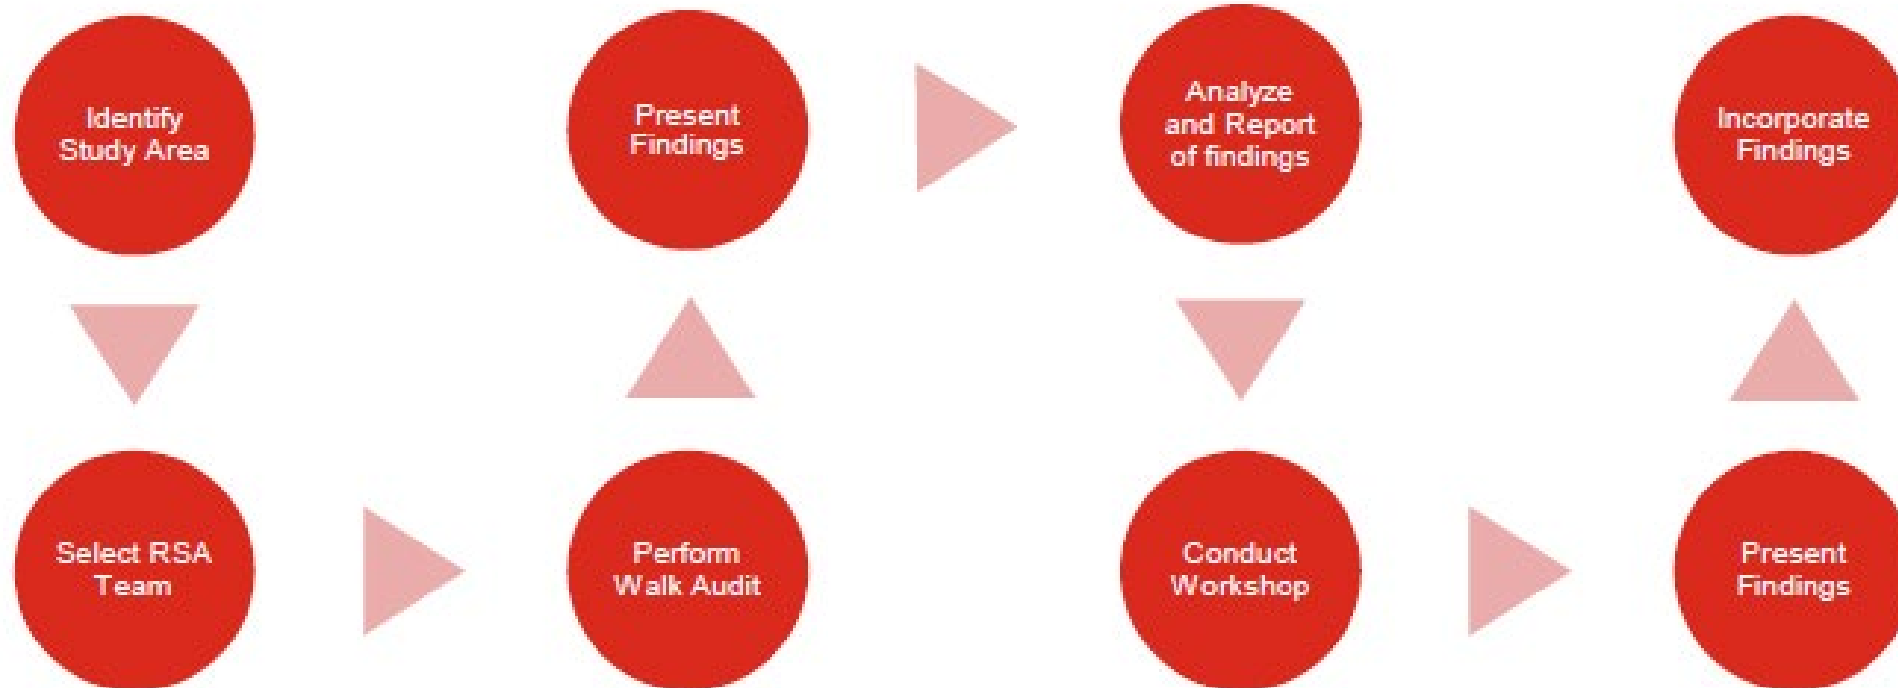 Identify
Study Area
Select RSA
Team
Perform
Walk Audit
Present
Findings
Analyze
and Report
of findings
Conduct
Workshop
Present
Findings
Incorporate
Findings